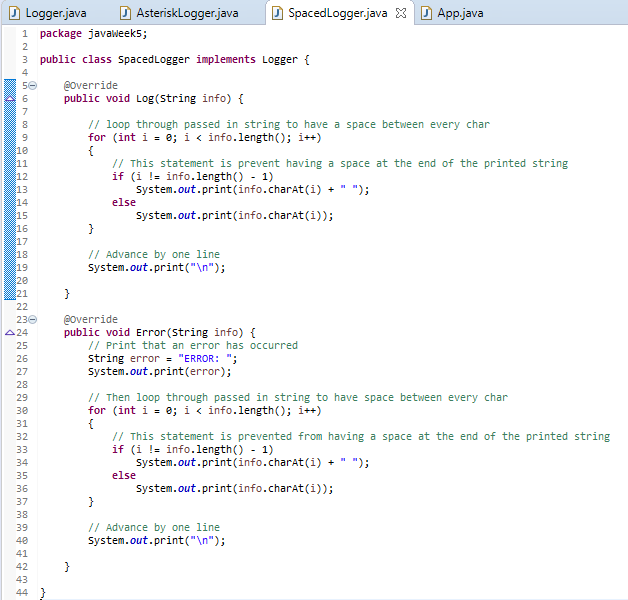 Logger.java AsteriskLogger.java SpacedLogger.java App.java
1 package javaWeek5;
2
3 public class SpacedLogger implements Logger {
4
5 @Override
6 public void Log(String info) {
7
8 // loop through passed in string to have a space between every char
9 for (int i = 0; i < info.length(); i++)
10 {
11 // This statement is prevent having a space at the end of the printed string
12 if (i != info.length() - 1)
13 System.out.print(info.charAt(i) + " ");
14 else
15 System.out.print(info.charAt(i));
16 }
17
18 // Advance by one line
19 System.out.print("\n");
20
21 }
22
23 @Override
24 public void Error(String info) {
25 // Print that an error has occurred
26 String error = "ERROR: ";
27 System.out.print(error);
28
29 // Then loop through passed in string to have space between every char
30 for (int i = 0; i < info.length(); i++)
31 {
32 // This statement is prevented from having a space at the end of the printed string
33 if (i != info.length() - 1)
34 System.out.print(info.charAt(i) + " ");
35 else
36 System.out.print(info.charAt(i));
37 }
38
39 // Advance by one line
40 System.out.print("\n");
41
42 }
43
44 }